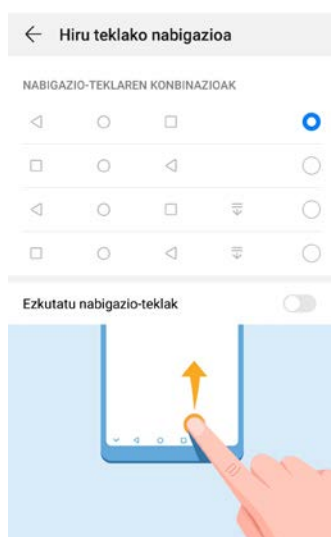 Hiru teklako nabigazioa
NABIGAZIO-TEKLAREN KONBINAZIOAK
Ezkutatu nabigazio-teklak